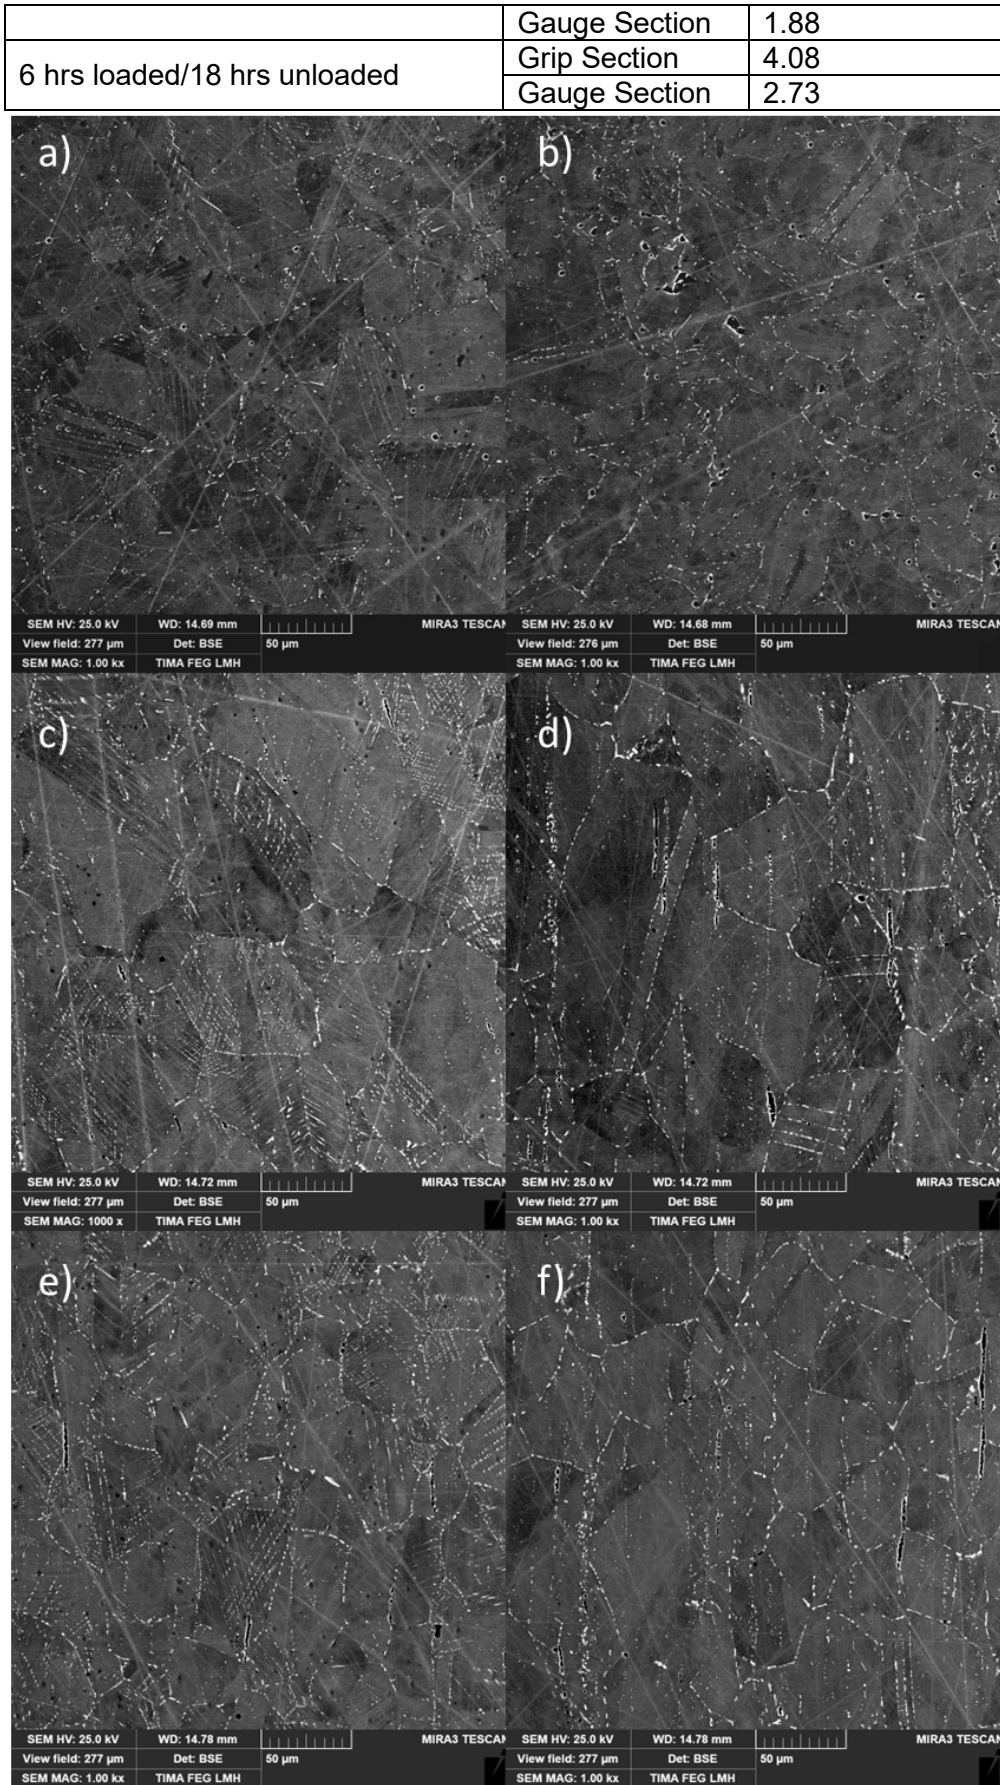 Gauge Section 1.88
6 hrs loaded/18 hrs unloaded Grip Section 4.08
Gauge Section 2.73
a) b)
SEM HV: 25.0 kV WD: 14.69 mm MIRA3 TESCAN
View field: 277 µm Det: BSE 50 µm
SEM MAG: 1.00 kx TIMA FEG LMH
SEM HV: 25.0 kV WD: 14.68 mm MIRA3 TESCAN
View field: 276 µm Det: BSE 50 µm
SEM MAG: 1.00 kx TIMA FEG LMH
c) d)
SEM HV: 25.0 kV WD: 14.72 mm MIRA3 TESCAN
View field: 277 µm Det: BSE 50 µm
SEM MAG: 1000 x TIMA FEG LMH
SEM HV: 25.0 kV WD: 14.72 mm MIRA3 TESCAN
View field: 277 µm Det: BSE 50 µm
SEM MAG: 1.00 kx TIMA FEG LMH
e) f)
SEM HV: 25.0 kV WD: 14.78 mm MIRA3 TESCAN
View field: 277 µm Det: BSE 50 µm
SEM MAG: 1.00 kx TIMA FEG LMH
SEM HV: 25.0 kV WD: 14.78 mm MIRA3 TESCAN
View field: 277 µm Det: BSE 50 µm
SEM MAG: 1.00 kx TIMA FEG LMH